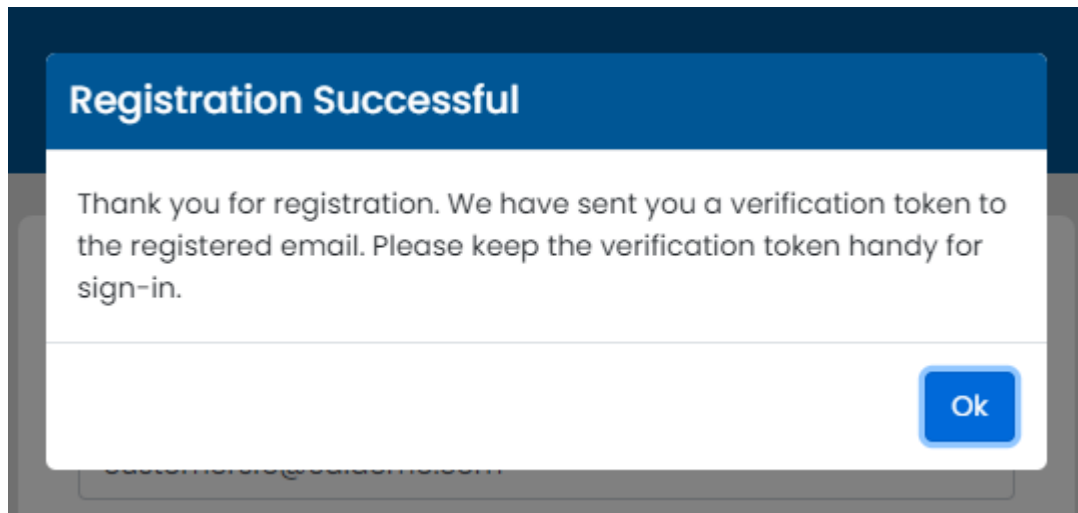 Registration Successful
Thank you for registration. We have sent you a verification token to
the registered email. Please keep the verification token handy for
sign-in.
Ok